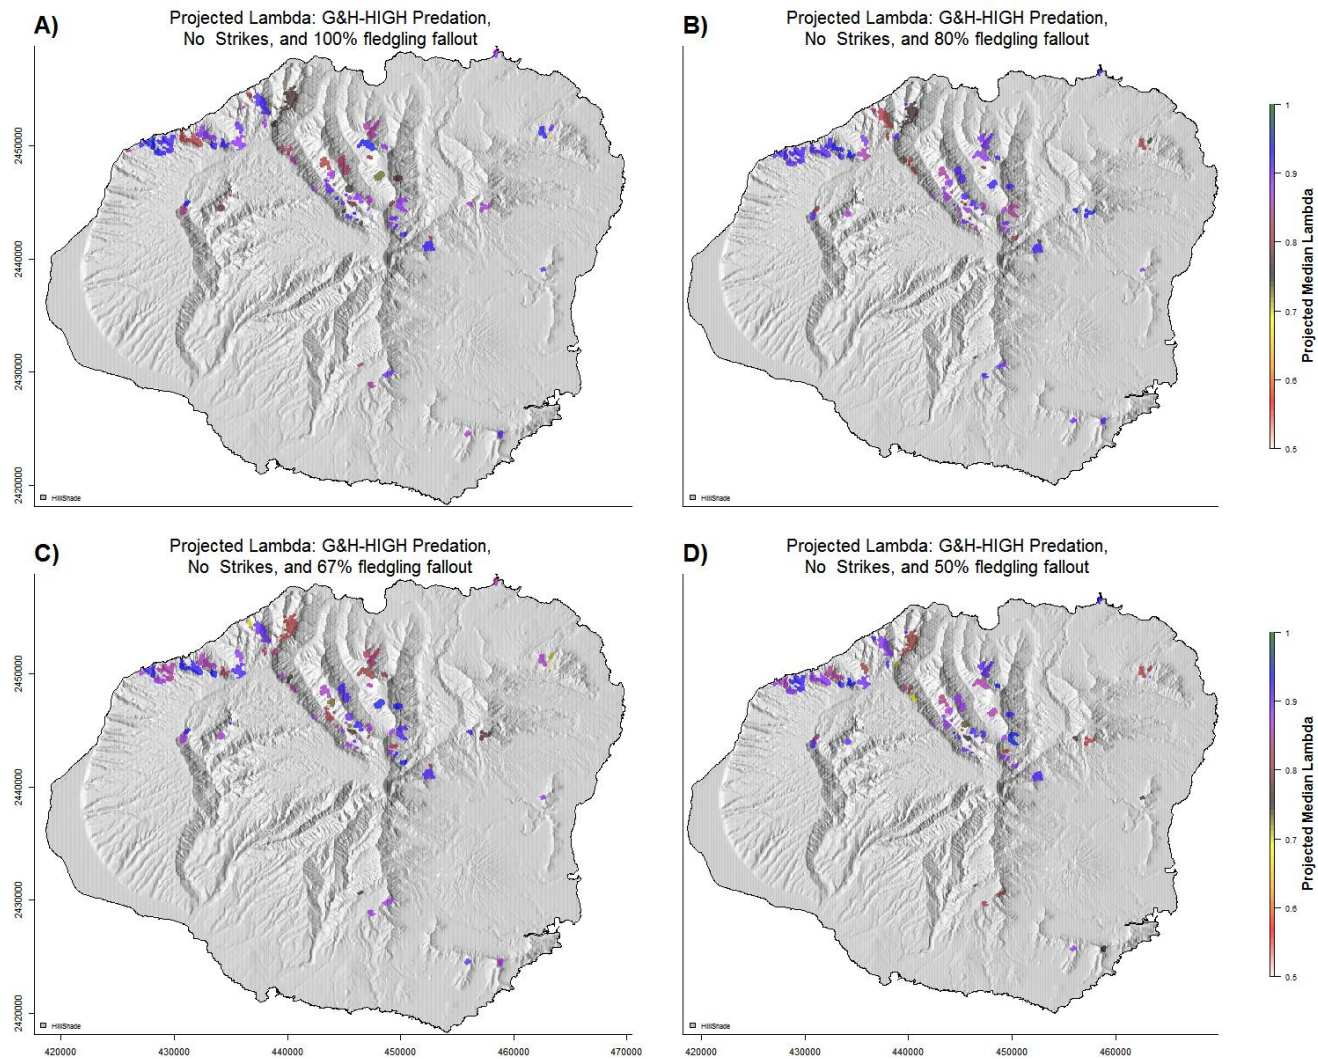 A)
Projected Lambda: G&H-HIGH Predation,
No Strikes, and 100% fledgling fallout
2450000
2440000
2430000
2420000
HillShade
B)
Projected Lambda: G&H-HIGH Predation,
No Strikes, and 80% fledgling fallout
HillShade
1
0.9
0.8
0.7
0.6
0.5
Projected Median Lambda
C)
Projected Lambda: G&H-HIGH Predation,
No Strikes, and 67% fledgling fallout
2450000
2440000
2430000
2420000
HillShade
420000 430000 440000 450000 460000 470000
D)
Projected Lambda: G&H-HIGH Predation,
No Strikes, and 50% fledgling fallout
HillShade
420000 430000 440000 450000 460000
1
0.9
0.8
0.7
0.6
0.5
Projected Median Lambda